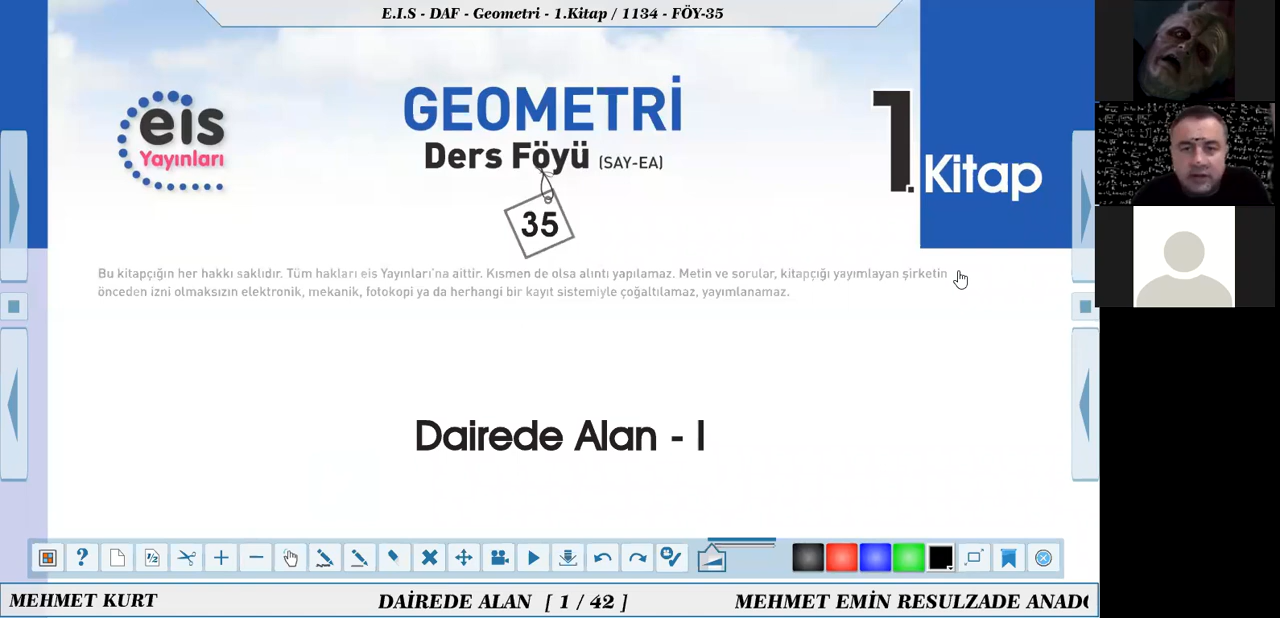 E.I.S - DAF - Geometri - 1.Kitap / 1134 - FÖY-35
eis
Yayınları
GEOMETRİ
Ders Föyü (SAY-EA)
35
1.Kitap
Bu kitapçığın her hakkı saklıdır. Tüm hakları eis Yayınları'na aittir. Kısmen de olsa alıntı yapılamaz. Metin ve sorular, kitapçığı yayımlayan şirketin
önceden izni olmaksızın elektronik, mekanik, fotokopi ya da herhangi bir kayıt sistemiyle çoğaltılamaz, yayımlanamaz.
Dairede Alan - I
? 1/2
MEHMET KURT DAİREDE ALAN [ 1 / 42 ] MEHMET EMİN RESULZADE